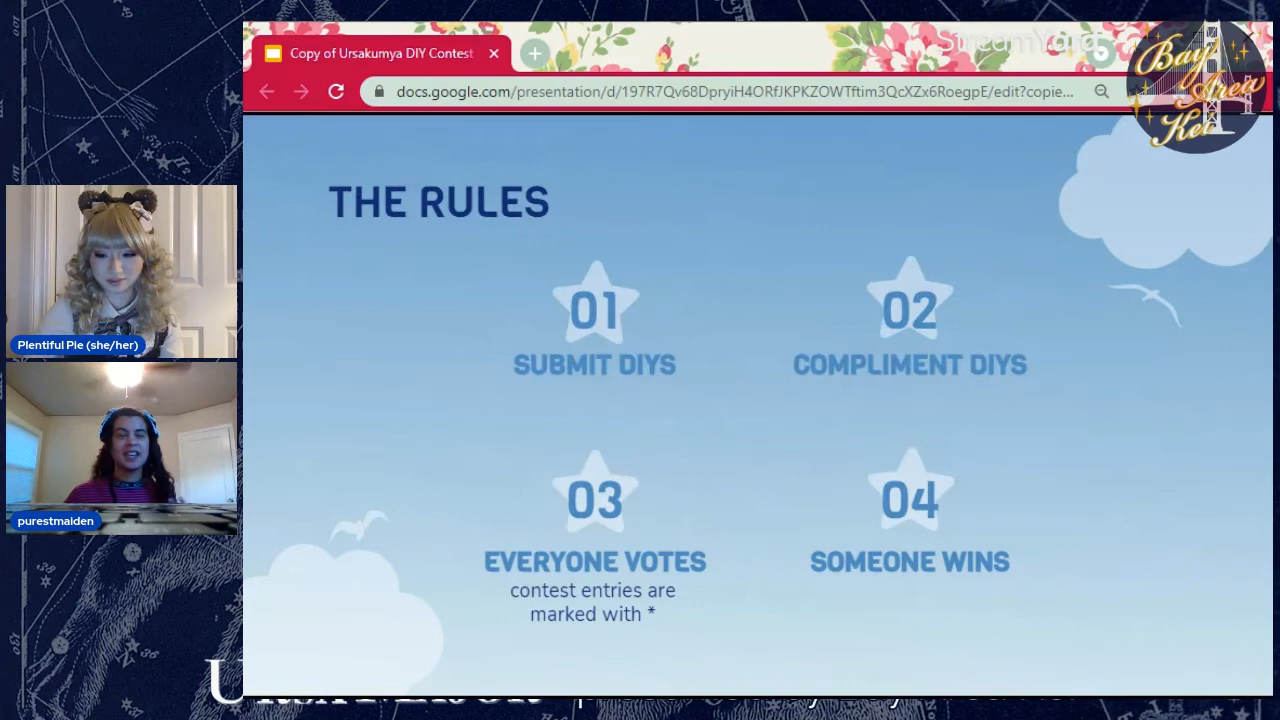 Copy of Ursakumya DIY Contest
StreamYard
docs.google.com/presentation/d/197R7Qv68DpryiH4ORfJKPKZOWTftim3QcXZx6RoegpE/edit?copie...
Bay
Area
Kei
THE RULES
01
02
SUBMIT DIYS
COMPLIMENT DIYS
03
04
EVERYONE VOTES
SOMEONE WINS
contest entries are
marked with *
Plentiful Pie (she/her)
purestmaiden